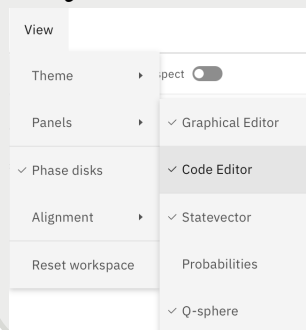 View
Theme
spect
Panels
Graphical Editor
Phase disks
Code Editor
Alignment
Statevector
Reset workspace
Probabilities
Q-sphere